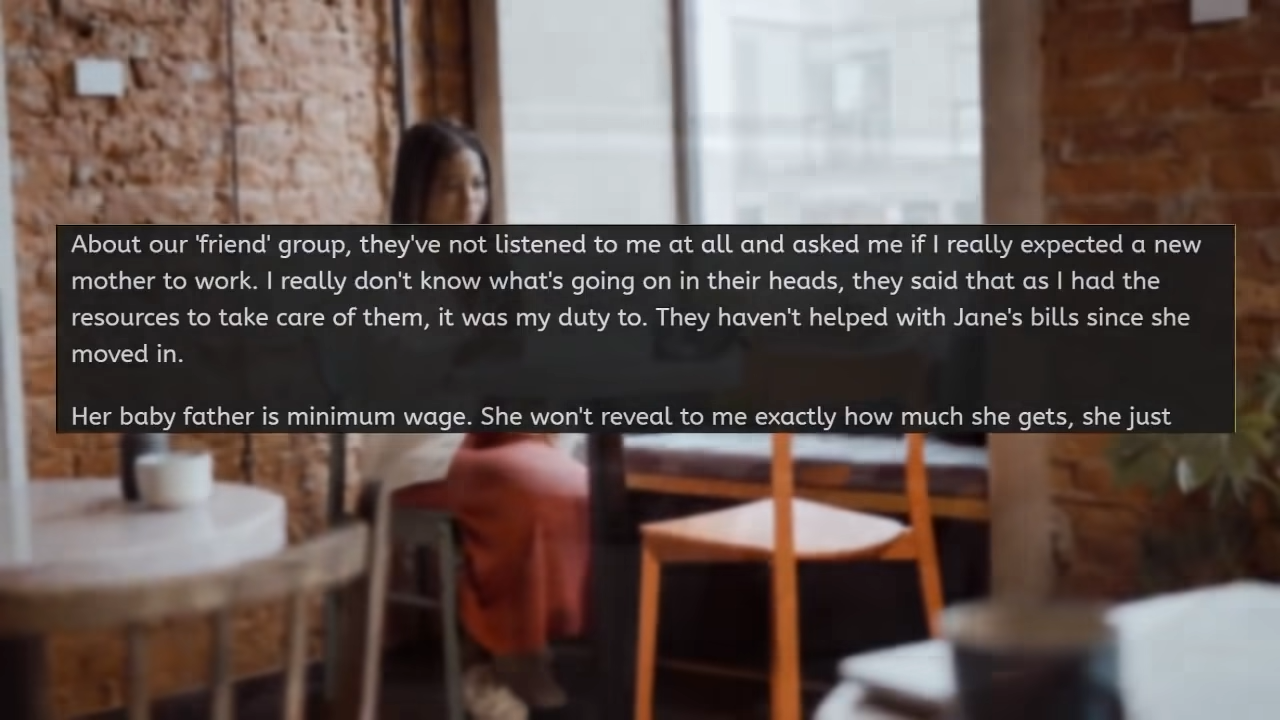 About our 'friend' group, they've not listened to me at all and asked me if I really expected a new
mother to work. I really don't know what's going on in their heads, they said that as I had the
resources to take care of them, it was my duty to. They haven't helped with Jane's bills since she
moved in.
Her baby father is minimum wage. She won't reveal to me exactly how much she gets, she just